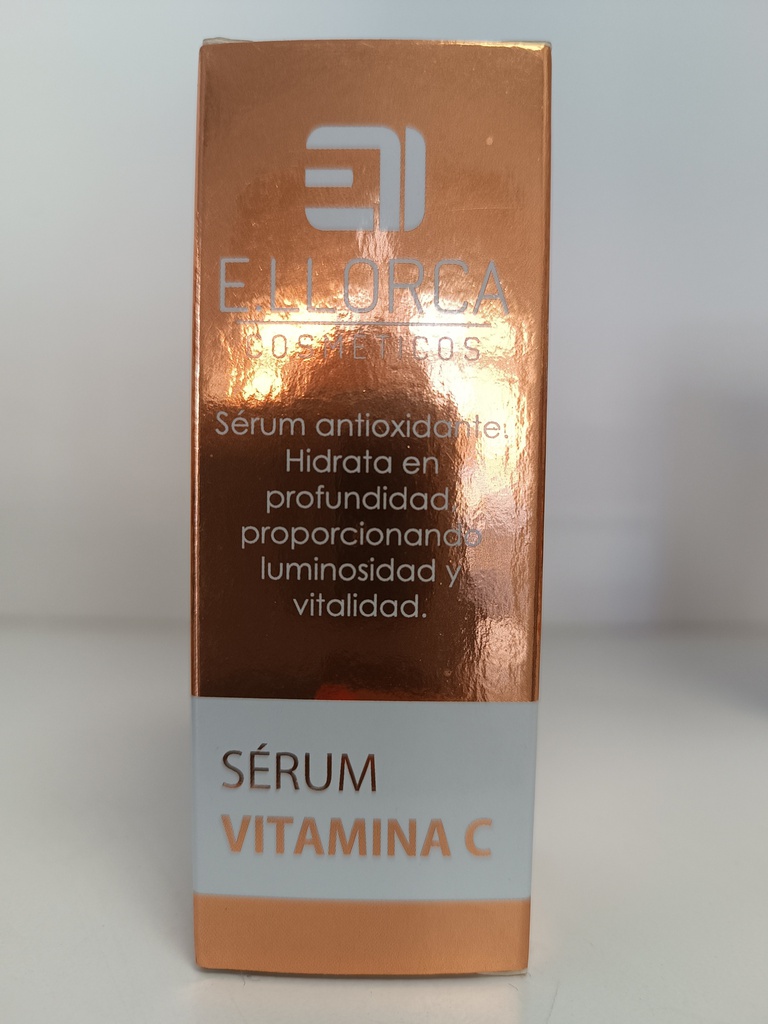 E.LLORCA
COSMÉTICOS
Sérum antioxidante.
Hidrata en
profundidad
proporcionando
luminosidad y
vitalidad.
SÉRUM
VITAMINA C